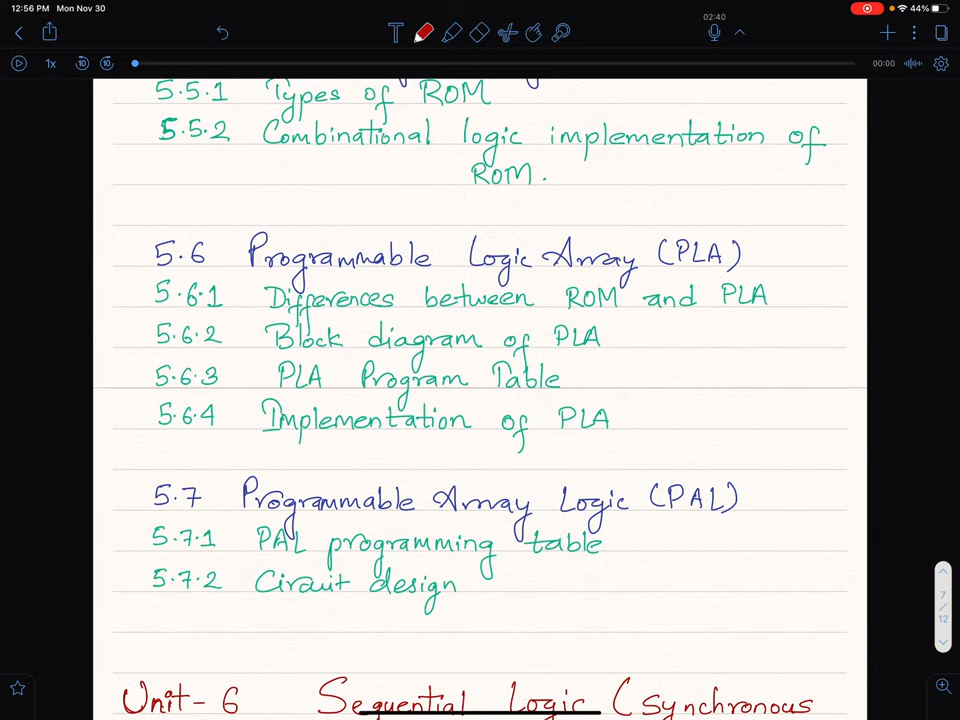 12:56 PM Mon Nov 30
44%
02:40
T
1x
10
10
00:00
5.5.1 Types of ROM
5.5.2 Combinational logic implementation of
ROM.
5.6 Programmable Logic Array (PLA)
5.6.1 Differences between ROM and PLA
5.6.2 Block diagram of PLA
5.6.3 PLA Program Table
5.6.4 Implementation of PLA
5.7 Programmable Array Logic (PAL)
5.7.1 PAL programming table
5.7.2 Circuit design
7
/
12
Unit-6 Sequential Logic (Synchronous